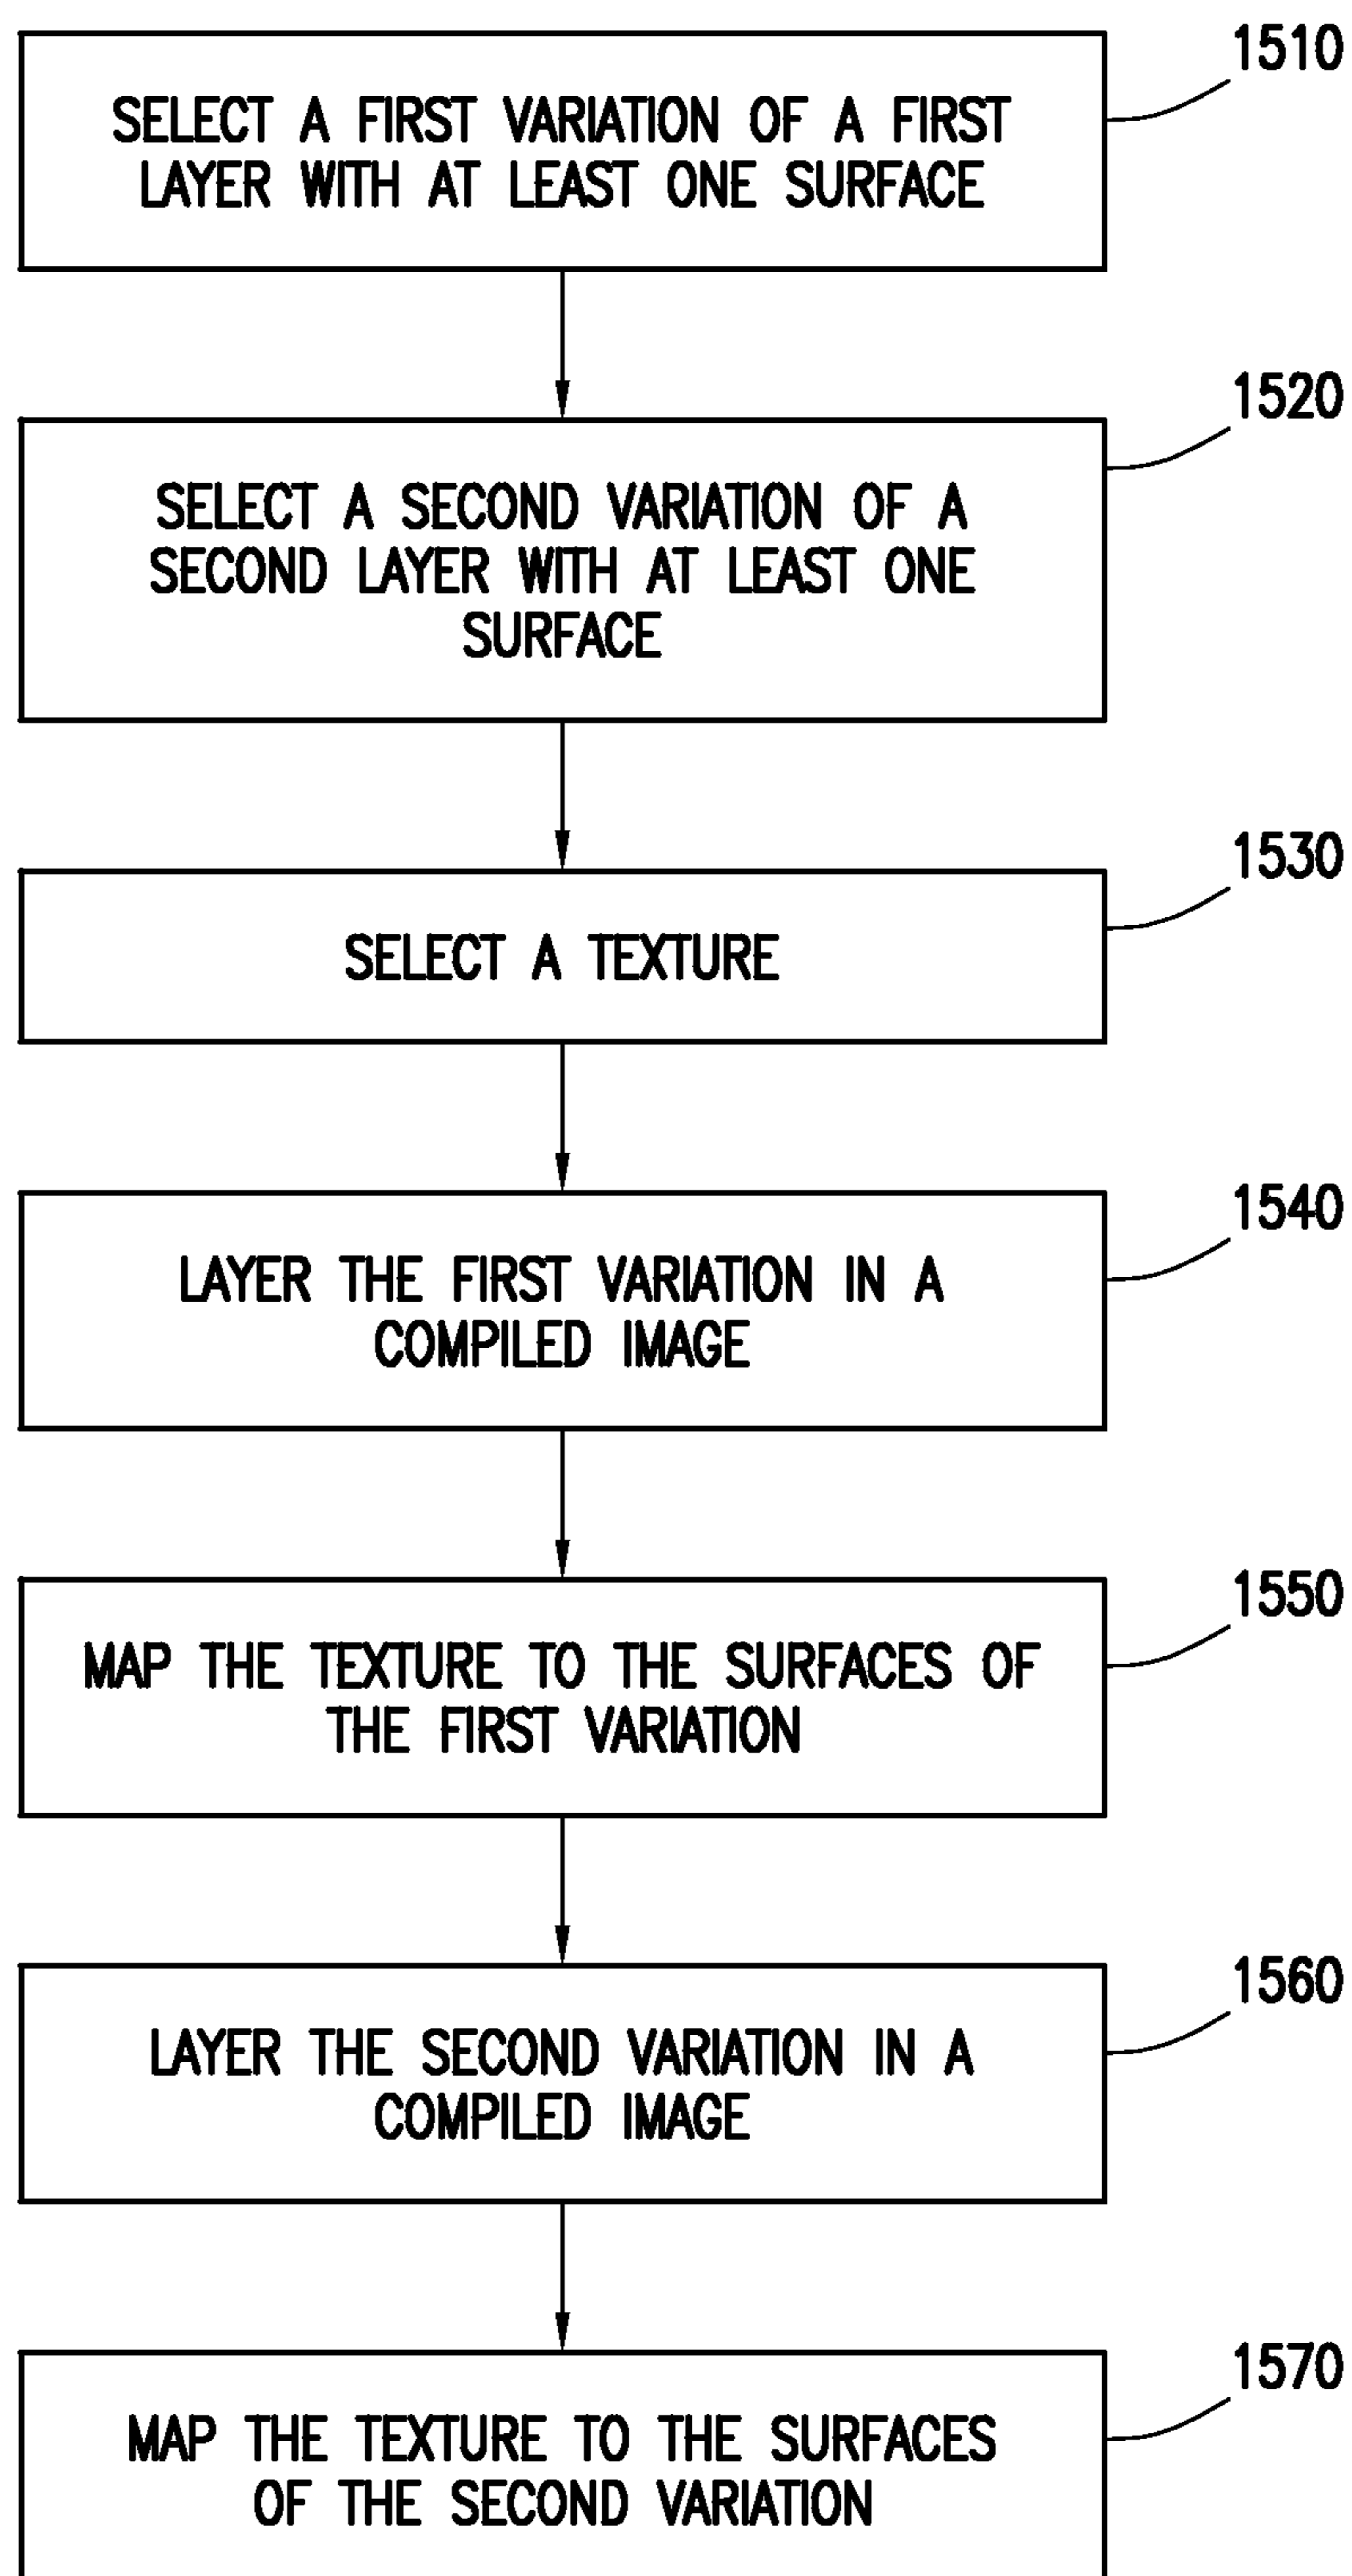 1510
SELECT A FIRST VARIATION OF A FIRST
LAYER WITH AT LEAST ONE SURFACE
1520
SELECT A SECOND VARIATION OF A
SECOND LAYER WITH AT LEAST ONE
SURFACE
1530
SELECT A TEXTURE
1540
LAYER THE FIRST VARIATION IN A
COMPILED IMAGE
1550
MAP THE TEXTURE TO THE SURFACES OF
THE FIRST VARIATION
1560
LAYER THE SECOND VARIATION IN A
COMPILED IMAGE
1570
MAP THE TEXTURE TO THE SURFACES
OF THE SECOND VARIATION